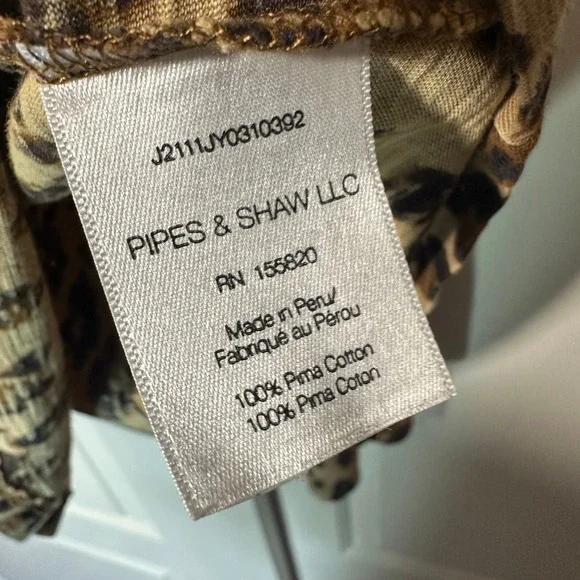 J2111JY0310392
PIPES & SHAW LLC
RN 155820
Made in Peru/
Fabriqué au Pérou
100% Pima Cotton
100% Pima Coton